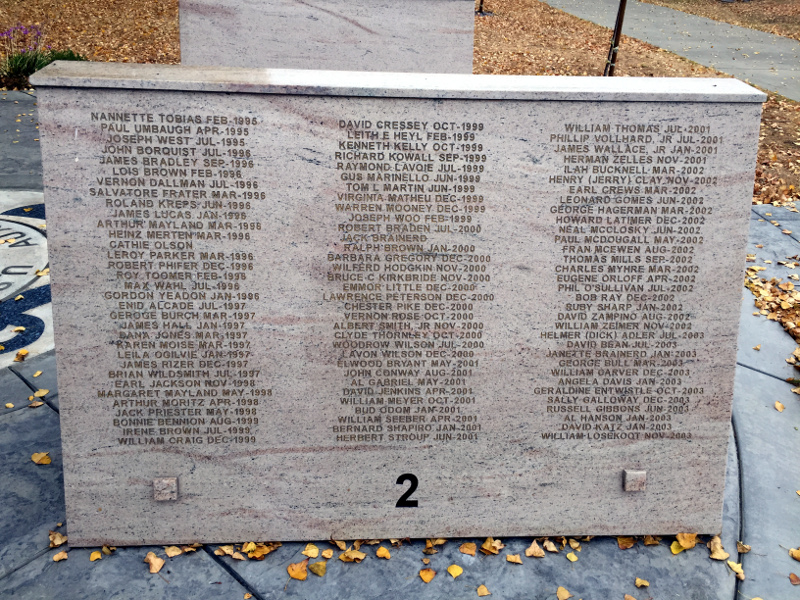 NANNETTE TOBIAS FEB-1996
PAUL UMBAUGH APR-1995
JOSEPH WEST JUL-1995
JOHN BORQUIST JUL-1996
JAMES BRADLEY SEP-1996
LOIS BROWN FEB-1996
VERNON DALLMAN JUL-1996
SALVATORE FRATER MAR-1996
ROLAND KREPS JUN-1996
JAMES LUCAS JAN-1996
ARTHUR MAYLAND MAR-1996
HEINZ MERTEN MAR-1996
CATHIE OLSON
LEROY PARKER MAR-1996
ROBERT PHIFER DEC-1996
ROY TOOMER FEB-1996
MAX WAHL JUL-1996
GORDON YEADON JAN-1996
ENID ALCADE JUL-1997
GEROGE BURCH MAR-1997
JAMES HALL JAN-1997
DANA JONES MAR-1997
KAREN MOISE MAR-1997
LEILA OGILVIE JAN-1997
JAMES RIZER DEC-1997
BRIAN WILDSMITH JUL-1997
EARL JACKSON NOV-1998
MARGARET MAYLAND MAY-1998
ARTHUR MORITZ APR-1998
JACK PRIESTER MAY-1998
BONNIE BENNION AUG-1999
IRENE BROWN JUL-1999
WILLIAM CRAIG DEC-1999
DAVID CRESSEY OCT-1999
LEITH E HEYL FEB-1999
KENNETH KELLY OCT-1999
RICHARD KOWALL SEP-1999
RAYMOND LAVOIE JUL-1999
GUS MARINELLO JUN-1999
TOM L MARTIN JUN-1999
VIRGINIA MATHEU DEC-1999
WARREN MOONEY DEC-1999
JOSEPH WOO FEB-1999
ROBERT BRADEN JUL-2000
JACK BRAINERD
RALPH BROWN JAN-2000
BARBARA GREGORY DEC-2000
WILFERD HODGKIN NOV-2000
BRUCE C KIRKBRIDE NOV-2000
EMMOR LITTLE DEC-2000
LAWRENCE PETERSON DEC-2000
CHESTER PIKE DEC-2000
VERNON ROSE OCT-2000
ALBERT SMITH, JR NOV-2000
CLYDE THORNLEY OCT-2000
WOODROW WILSON JUL-2000
LAVON WILSON DEC-2000
ELWOOD BRYANT MAY-2001
JOHN CONWAY AUG-2001
AL GABRIEL MAY-2001
DAVID JENKINS APR-2001
WILLIAM MEYER OCT-2001
BUD ODOM JAN-2001
WILLIAM SEEBER APR-2001
BERNARD SHAPIRO JAN-2001
HERBERT STROUP JUN-2001
WILLIAM THOMAS JUL-2001
PHILLIP VOLLHARD, JR JUL-2001
JAMES WALLACE, JR JAN-2001
HERMAN ZELLES NOV-2001
ILAH BUCKNELL MAR-2002
HENRY (JERRY) CLAY NOV-2002
EARL CREWS MAR-2002
LEONARD GOMES JUN-2002
GEORGE HAGERMAN MAR-2002
HOWARD LATIMER DEC-2002
NEAL MCCLOSKY JUN-2002
PAUL MCDOUGALL MAY-2002
FRAN MCEWEN AUG-2002
THOMAS MILLS SEP-2002
CHARLES MYHRE MAR-2002
EUGENE ORLOFF APR-2002
PHIL O'SULLIVAN JUL-2002
BOB RAY DEC-2002
RUBY SHARP JAN-2002
DAVID ZAMPINO AUG-2002
WILLIAM ZEIMER NOV-2002
HELMER (DICK) ADLER JUL-2003
DAVID BEAN JUL-2003
JANETTE BRAINERD JAN-2003
GEORGE BULL MAR-2003
WILLIAM CARVER DEC-2003
ANGELA DAVIS JAN-2003
GERALDINE ENTWISTLE OCT-2003
SALLY GALLOWAY DEC-2003
RUSSELL GIBBONS JUN-2003
AL HANSON JAN-2003
DAVID KATZ JAN-2003
WILLIAM LOSEKOOT NOV-2003
2